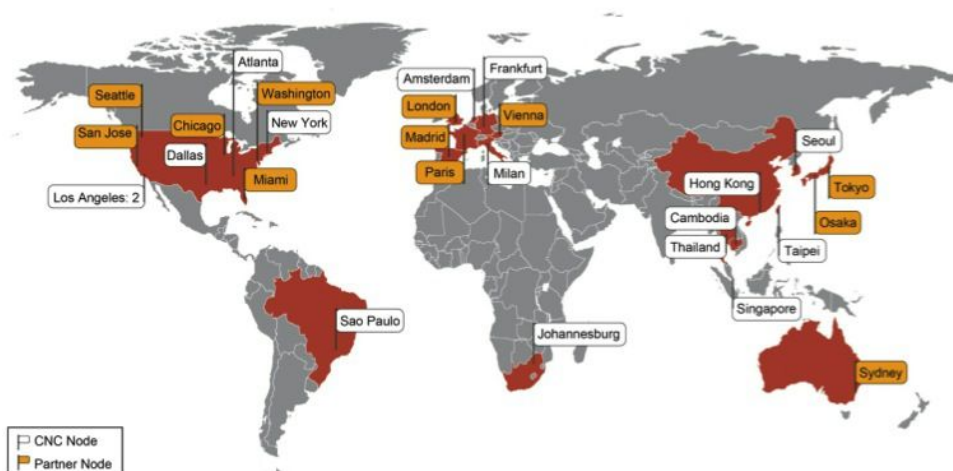 Atlanta
Seattle
Washington
San Jose
Chicago
New York
Dallas
Miami
Los Angeles: 2
Frankfurt
Amsterdam
London
Vienna
Madrid
Paris
Milan
Seoul
Hong Kong
Tokyo
Cambodia
Osaka
Thailand
Taipei
Singapore
Sao Paulo
Johannesburg
Sydney
CNC Node
Partner Node